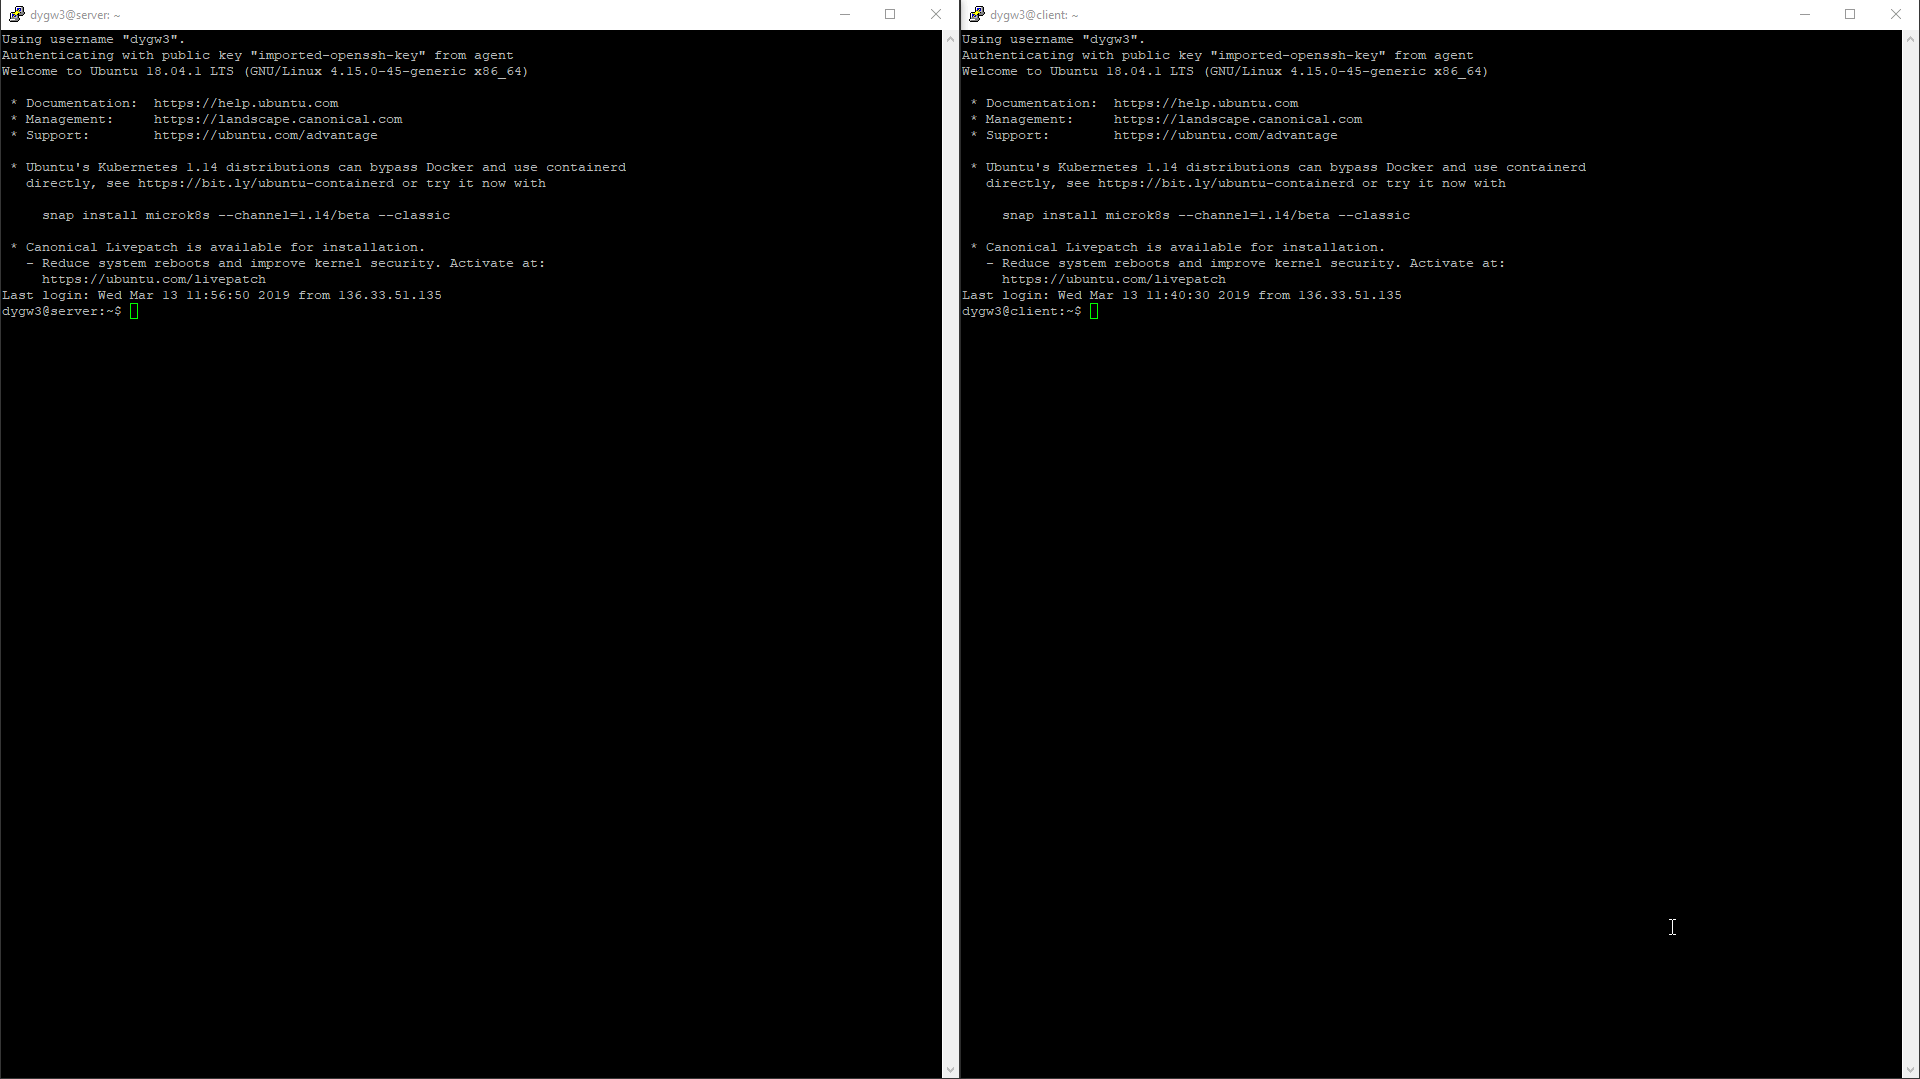 dygw3@server: ~
Using username "dygw3".
Authenticating with public key "imported-openssh-key" from agent
Welcome to Ubuntu 18.04.1 LTS (GNU/Linux 4.15.0-45-generic x86_64)
* Documentation:  https://help.ubuntu.com
* Management:     https://landscape.canonical.com
* Support:        https://ubuntu.com/advantage
* Ubuntu's Kubernetes 1.14 distributions can bypass Docker and use containerd
directly, see https://bit.ly/ubuntu-containerd or try it now with
snap install microk8s --channel=1.14/beta --classic
* Canonical Livepatch is available for installation.
- Reduce system reboots and improve kernel security. Activate at:
https://ubuntu.com/livepatch
Last login: Wed Mar 13 11:56:50 2019 from 136.33.51.135
dygw3@server:~$
dygw3@client: ~
Using username "dygw3".
Authenticating with public key "imported-openssh-key" from agent
Welcome to Ubuntu 18.04.1 LTS (GNU/Linux 4.15.0-45-generic x86_64)
* Documentation:  https://help.ubuntu.com
* Management:     https://landscape.canonical.com
* Support:        https://ubuntu.com/advantage
* Ubuntu's Kubernetes 1.14 distributions can bypass Docker and use containerd
directly, see https://bit.ly/ubuntu-containerd or try it now with
snap install microk8s --channel=1.14/beta --classic
* Canonical Livepatch is available for installation.
- Reduce system reboots and improve kernel security. Activate at:
https://ubuntu.com/livepatch
Last login: Wed Mar 13 11:40:30 2019 from 136.33.51.135
dygw3@client:~$